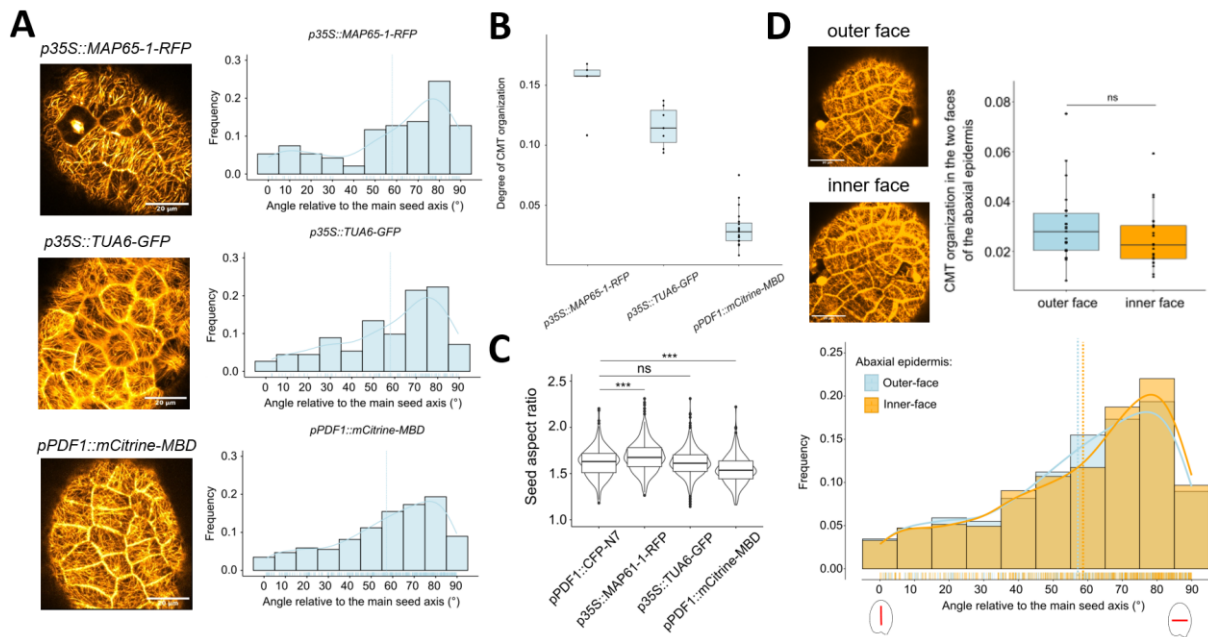 A
p35S::MAP65-1-RFP
20 µm
p35S::MAP65-1-RFP
Frequency
0.3
0.2
0.1
0.0
0 10 20 30 40 50 60 70 80 90
Angle relative to the main seed axis (°)
p35S::TUA6-GFP
20 µm
p35S::TUA6-GFP
Frequency
0.3
0.2
0.1
0.0
0 10 20 30 40 50 60 70 80 90
Angle relative to the main seed axis (°)
pPDF1::mCitrine-MBD
20 µm
pPDF1::mCitrine-MBD
Frequency
0.3
0.2
0.1
0.0
0 10 20 30 40 50 60 70 80 90
Angle relative to the main seed axis (°)
B
Degree of CMT organization
0.15
0.10
0.05
p35S::MAP65-1-RFP
p35S::TUA6-GFP
pPDF1::mCitrine-MBD
C
Seed aspect ratio
2.5
2.0
1.5
1.0
***
ns
***
pPDF1::CFP-N7
p35S::MAP61-1-RFP
p35S::TUA6-GFP
pPDF1::mCitrine-MBD
D
outer face
inner face
CMT organization in the two faces
of the abaxial epidermis
0.08
0.06
0.04
0.02
ns
outer face
inner face
Abaxial epidermis:
Outer-face
Inner-face
Frequency
0.25
0.20
0.15
0.10
0.05
0.00
0 10 20 30 40 50 60 70 80 90
Angle relative to the main seed axis (°)